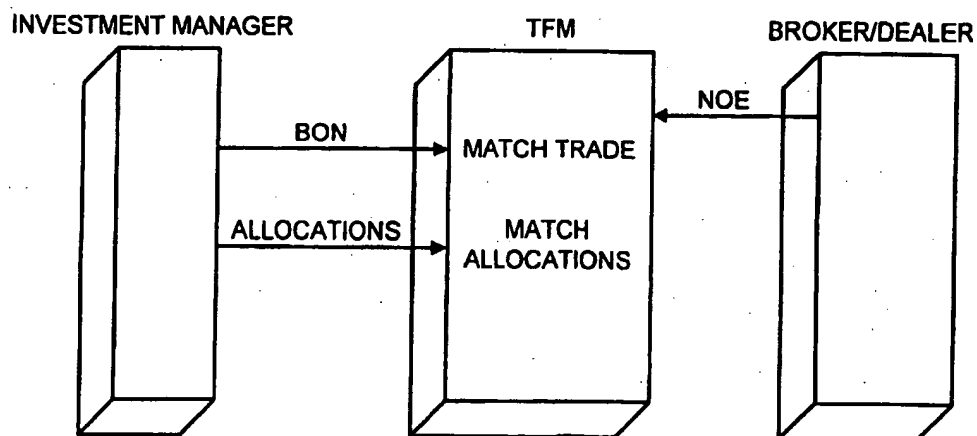 INVESTMENT MANAGER
TFM
BROKER/DEALER
NOE
BON
MATCH TRADE
ALLOCATIONS
MATCH
ALLOCATIONS